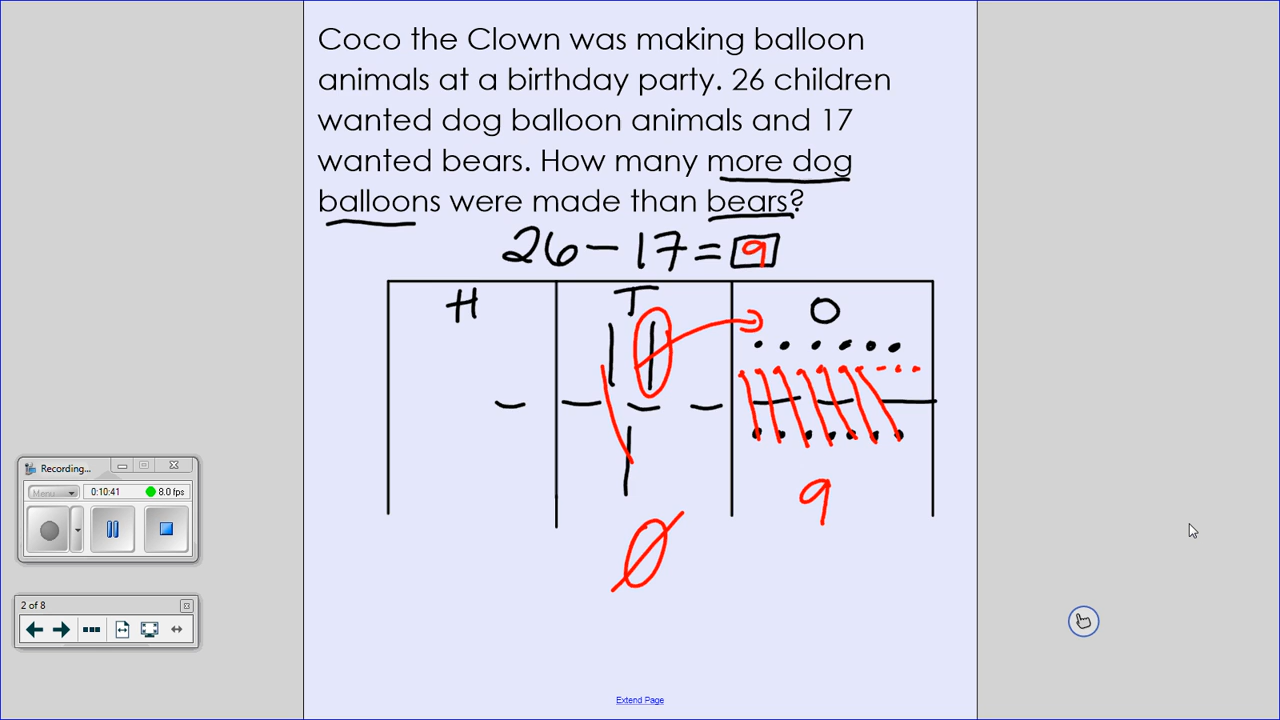 Coco the Clown was making balloon
animals at a birthday party. 26 children
wanted dog balloon animals and 17
wanted bears. How many more dog
balloons were made than bears?
26 - 17 = 9
H T O
9
0
Recording...
Menu
0:10:41 8.0 fps
2 of 8
Extend Page